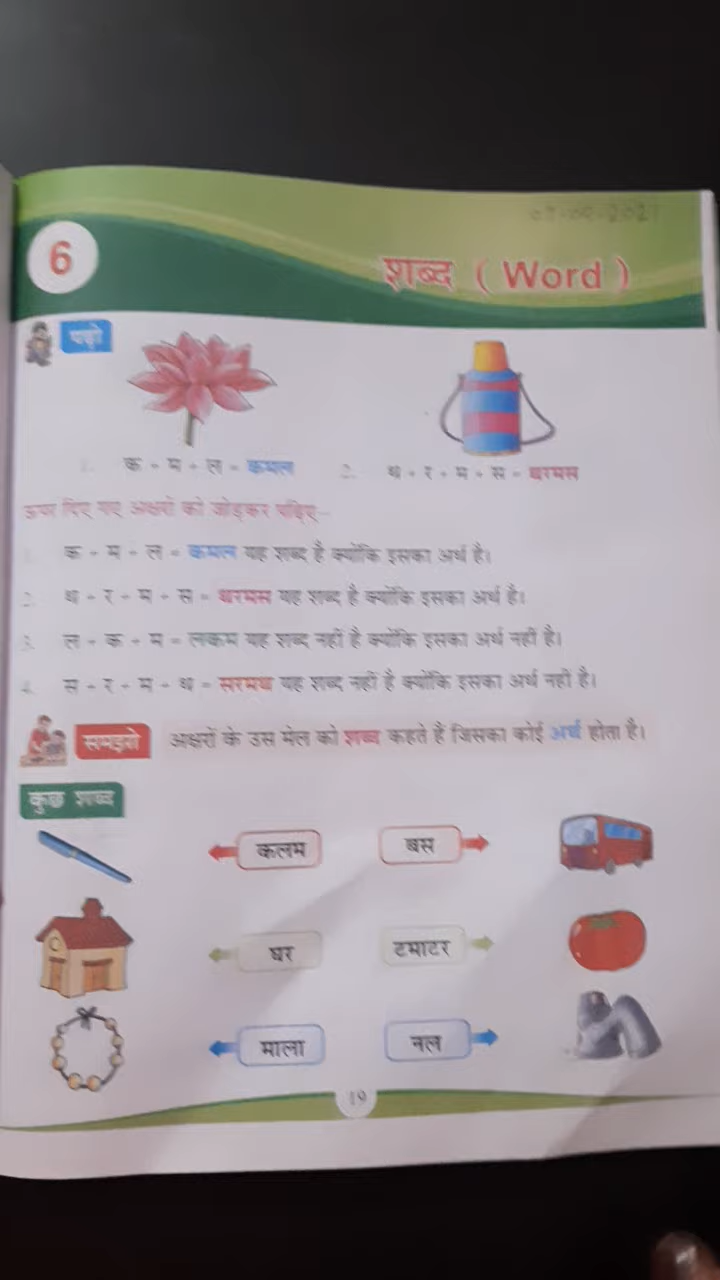 6
शब्द ( Word )
पढ़ो
1. क + म + ल = कमल
2. थ + र + म + स = थरमस
ऊपर दिए गए अक्षरों को जोड़कर पढ़िए-
1. क + म + ल = कमल यह शब्द है क्योंकि इसका अर्थ है।
2. थ + र + म + स = थरमस यह शब्द है क्योंकि इसका अर्थ है।
3. ल + क + म = लकम यह शब्द नहीं है क्योंकि इसका अर्थ नहीं है।
4. स + र + म + थ = सरमथ यह शब्द नहीं है क्योंकि इसका अर्थ नहीं है।
समझो अक्षरों के उस मेल को शब्द कहते हैं जिसका कोई अर्थ होता है।
कुछ शब्द
कलम बस
घर टमाटर
माला नल
19